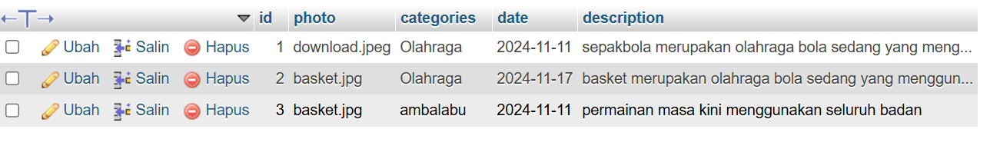 ←T→ id photo categories date description
Ubah Salin Hapus 1 download.jpeg Olahraga 2024-11-11 sepakbola merupakan olahraga bola sedang yang meng...
Ubah Salin Hapus 2 basket.jpg Olahraga 2024-11-17 basket merupakan olahraga bola sedang yang menggun...
Ubah Salin Hapus 3 basket.jpg ambalabu 2024-11-11 permainan masa kini menggunakan seluruh badan